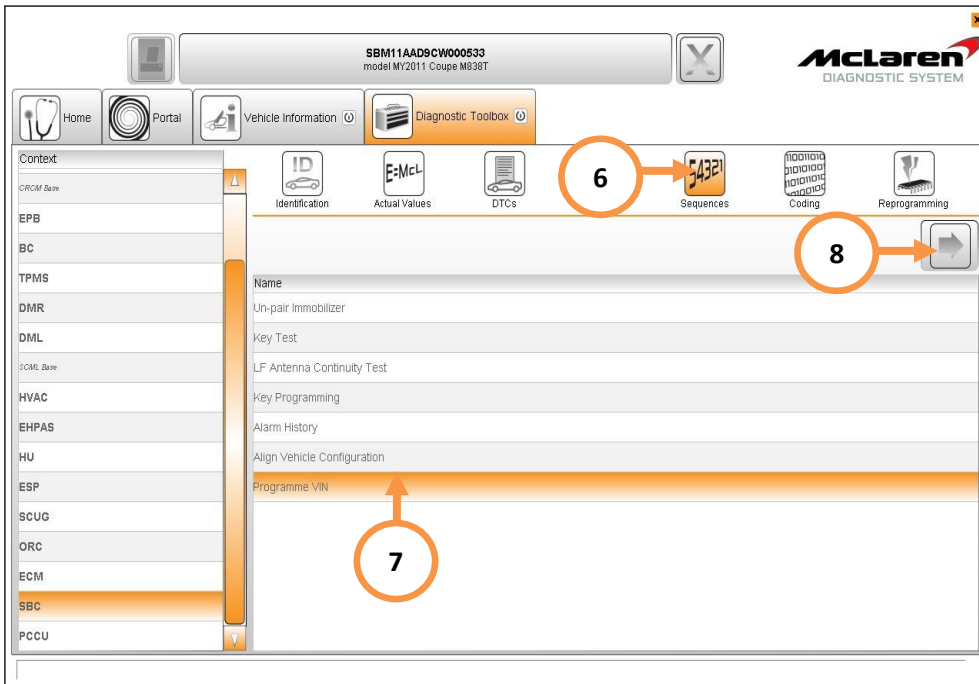 SBM11AAD9CW000533
model MY2011 Coupe M838T
McLaren
DIAGNOSTIC SYSTEM
Home
Portal
Vehicle Information
Diagnostic Toolbox
Context
CRCM Base
EPB
BC
TPMS
DMR
DML
SCML Base
HVAC
EHPAS
HU
ESP
SCUG
ORC
ECM
SBC
PCCU
ID
Identification
E=McL
Actual Values
DTCs
6
54321
Sequences
Coding
Reprogramming
8
Name
Un-pair Immobilizer
Key Test
LF Antenna Continuity Test
Key Programming
Alarm History
Align Vehicle Configuration
Programme VIN
7